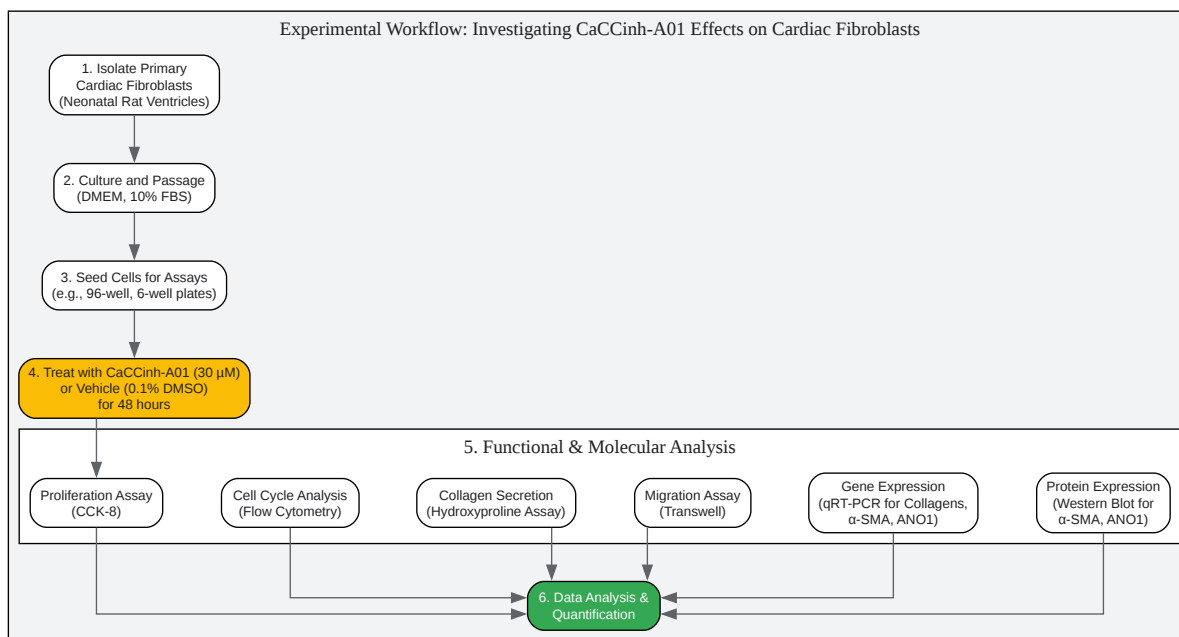 Experimental Workflow: Investigating CaCCinh-A01 Effects on Cardiac Fibroblasts
1. Isolate Primary
Cardiac Fibroblasts
(Neonatal Rat Ventricles)
2. Culture and Passage
(DMEM, 10% FBS)
3. Seed Cells for Assays
(e.g., 96-well, 6-well plates)
4. Treat with CaCCinh-A01 (30 µM)
or Vehicle (0.1% DMSO)
for 48 hours
5. Functional & Molecular Analysis
Proliferation Assay
(CCK-8)
Cell Cycle Analysis
(Flow Cytometry)
Collagen Secretion
(Hydroxyproline Assay)
Migration Assay
(Transwell)
Gene Expression
(qRT-PCR for Collagens,
α-SMA, ANO1)
Protein Expression
(Western Blot for
α-SMA, ANO1)
6. Data Analysis &
Quantification